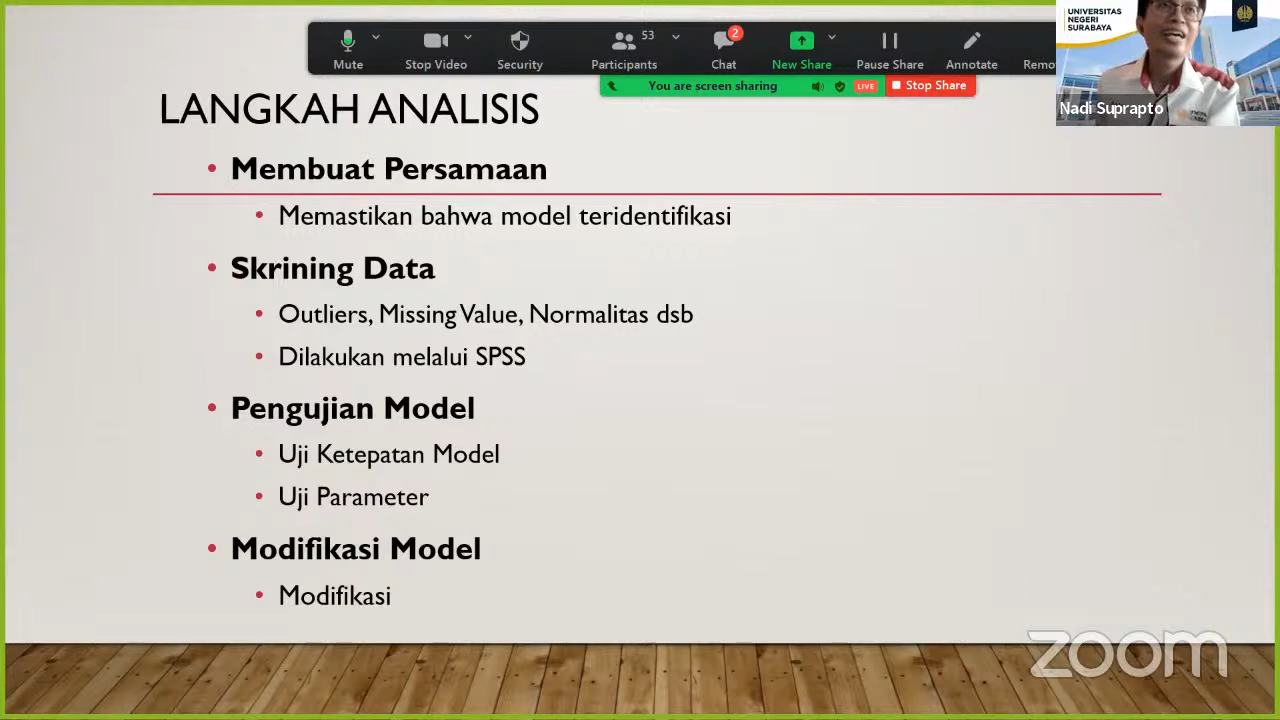 53
2
Mute
Stop Video
Security
Participants
Chat
New Share
Pause Share
Annotate
You are screen sharing
LIVE
Stop Share
UNIVERSITAS
NEGERI
SURABAYA
Nadi Suprapto
LANGKAH ANALISIS
• Membuat Persamaan
• Memastikan bahwa model teridentifikasi
• Skrining Data
• Outliers, Missing Value, Normalitas dsb
• Dilakukan melalui SPSS
• Pengujian Model
• Uji Ketepatan Model
• Uji Parameter
• Modifikasi Model
• Modifikasi
zoom